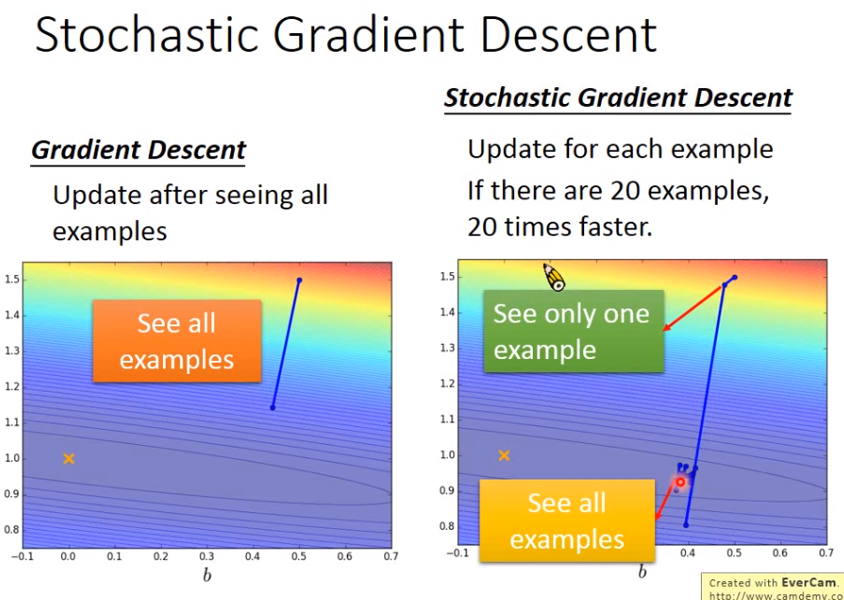 Stochastic Gradient Descent
Gradient Descent
Update after seeing all
examples
Stochastic Gradient Descent
Update for each example
If there are 20 examples,
20 times faster.
1.5
1.4
1.3
1.2
1.1
1.0
0.9
0.8
See all
examples
−0.1 0.0 0.1 0.2 0.3 0.4 0.5 0.6 0.7
b
1.5
1.4
1.3
1.2
1.1
1.0
0.9
0.8
See only one
example
See all
examples
−0.1 0.4 0.5 0.6 0.7
b
Created with EverCam.
http://www.camdemy.co